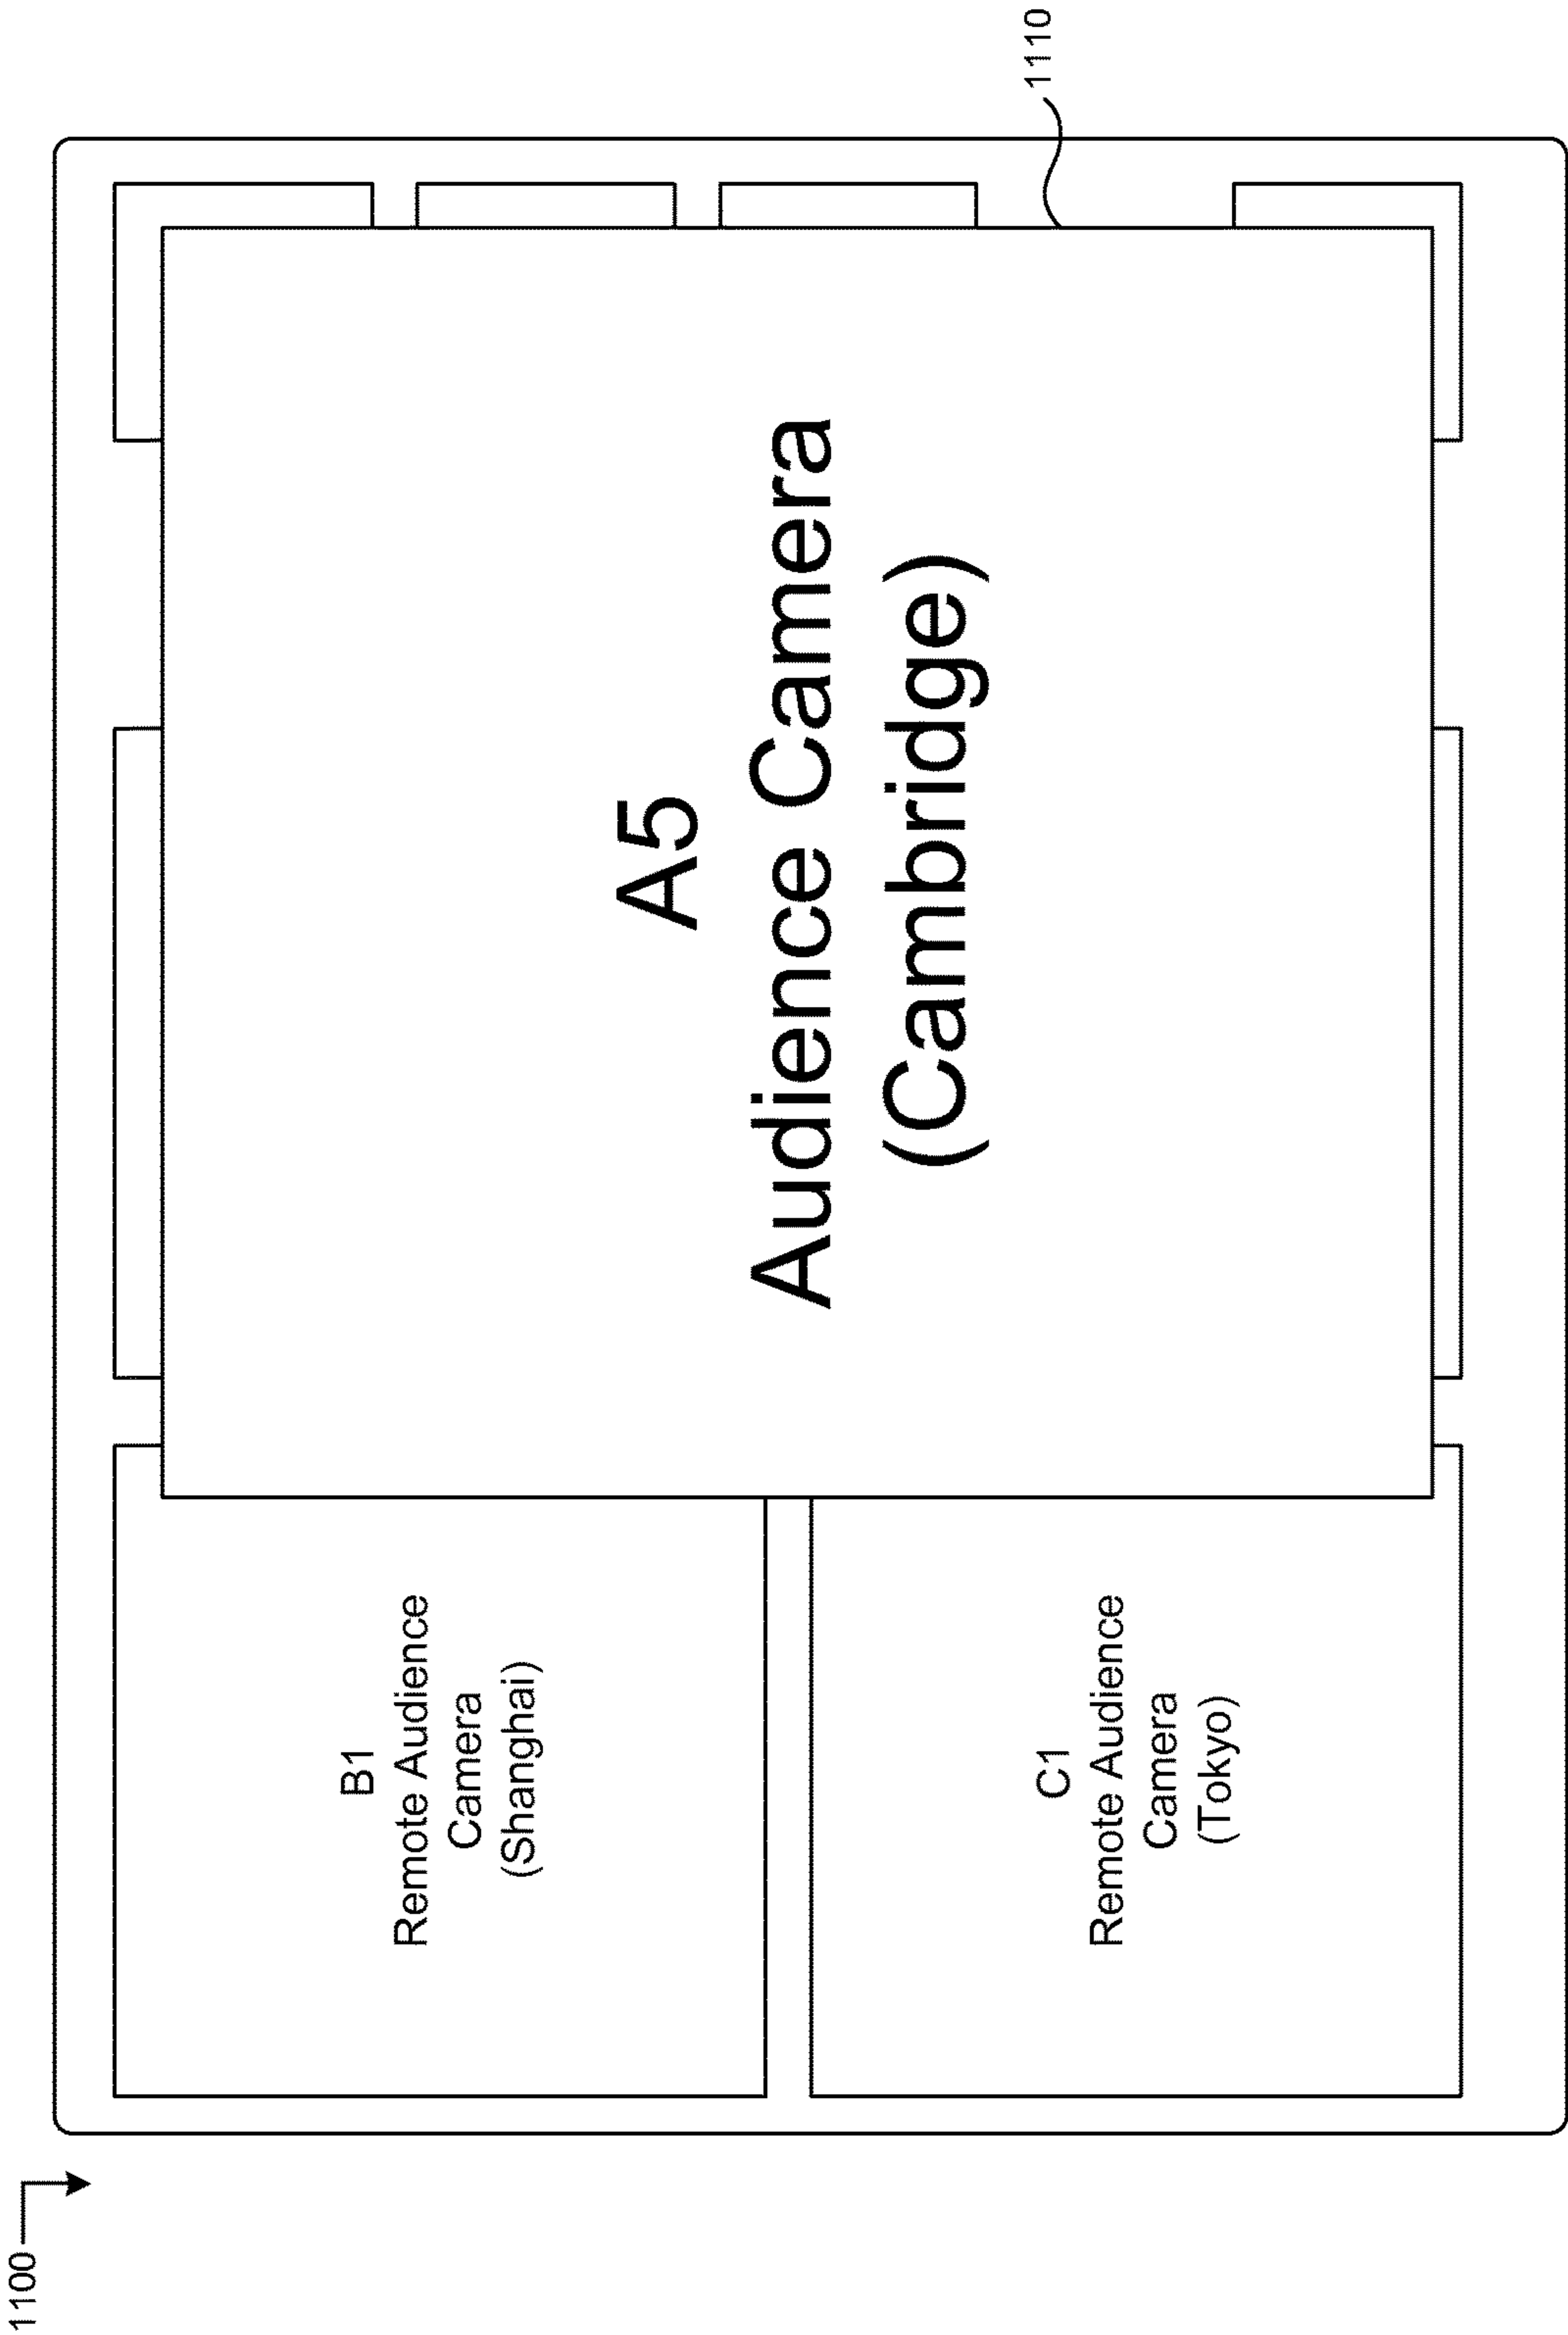 1100
B1
Remote Audience
Camera
(Shanghai)
C1
Remote Audience
Camera
(Tokyo)
A5
Audience Camera
(Cambridge)
1110